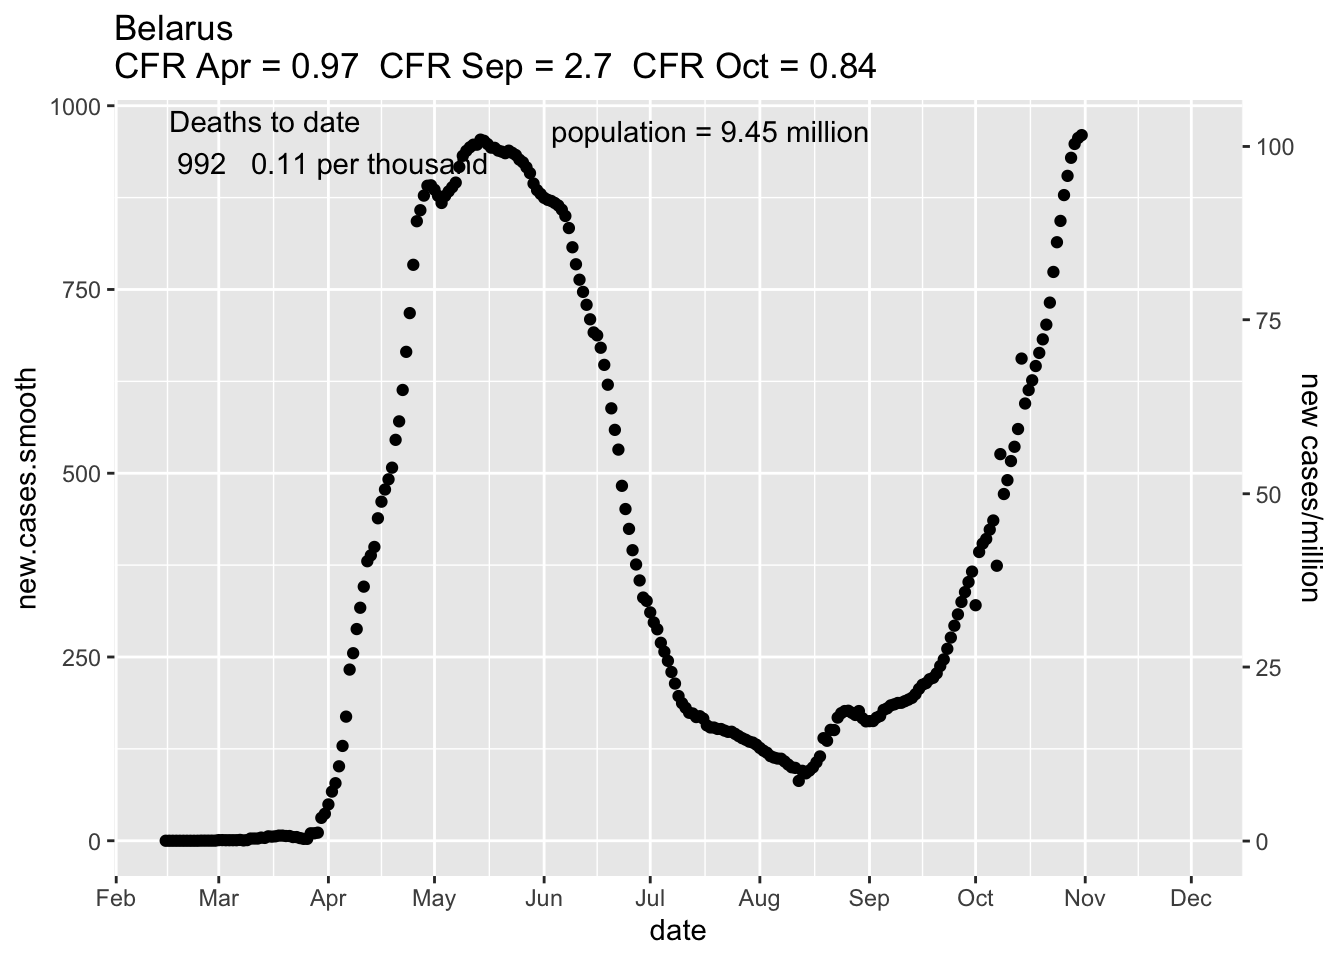 Belarus
CFR Apr = 0.97  CFR Sep = 2.7  CFR Oct = 0.84
Deaths to date
992   0.11 per thousand
population = 9.45 million
1000
750
500
250
0
new.cases.smooth
100
75
50
25
0
new cases/million
Feb Mar Apr May Jun Jul Aug Sep Oct Nov Dec
date